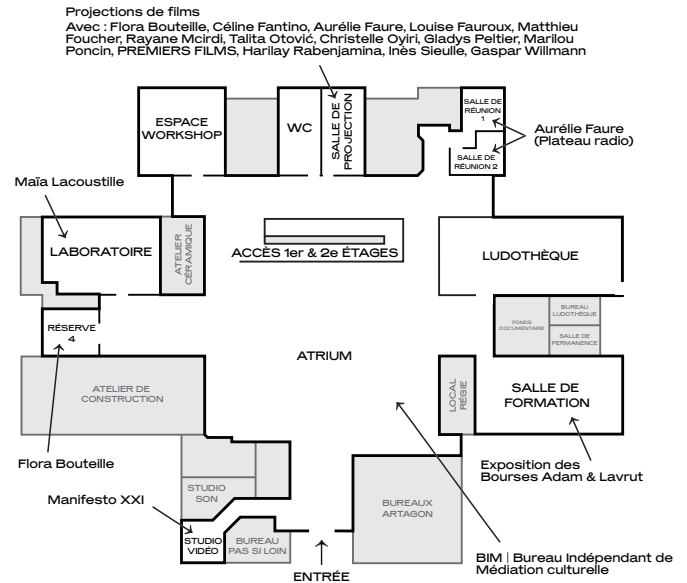 Projections de films
Avec : Flora Bouteille, Céline Fantino, Aurélie Faure, Louise Fauroux, Matthieu
Foucher, Rayane Mcirdi, Talita Otović, Christelle Oyiri, Gladys Peltier, Marilou
Poncin, PREMIERS FILMS, Harilay Rabenjamina, Inès Sieulle, Gaspar Willmann
ESPACE
WORKSHOP
WC
SALLE DE
PROJECTION
SALLE DE
RÉUNION
1
SALLE DE
RÉUNION 2
Aurélie Faure
(Plateau radio)
Maïa Lacoustille
LABORATOIRE
ATELIER
CÉRAMIQUE
ACCÈS 1er & 2e ÉTAGES
LUDOTHÈQUE
RÉSERVE
4
ATRIUM
FONDS
DOCUMENTAIRE
BUREAU
LUDOTHÈQUE
SALLE DE
PERMANENCE
ATELIER DE
CONSTRUCTION
LOCAL
RÉGIE
SALLE DE
FORMATION
Flora Bouteille
Exposition des
Bourses Adam & Lavrut
Manifesto XXI
STUDIO
SON
BUREAUX
ARTAGON
STUDIO
VIDÉO
BUREAU
PAS SI LOIN
BIM | Bureau Indépendant de
Médiation culturelle
ENTRÉE